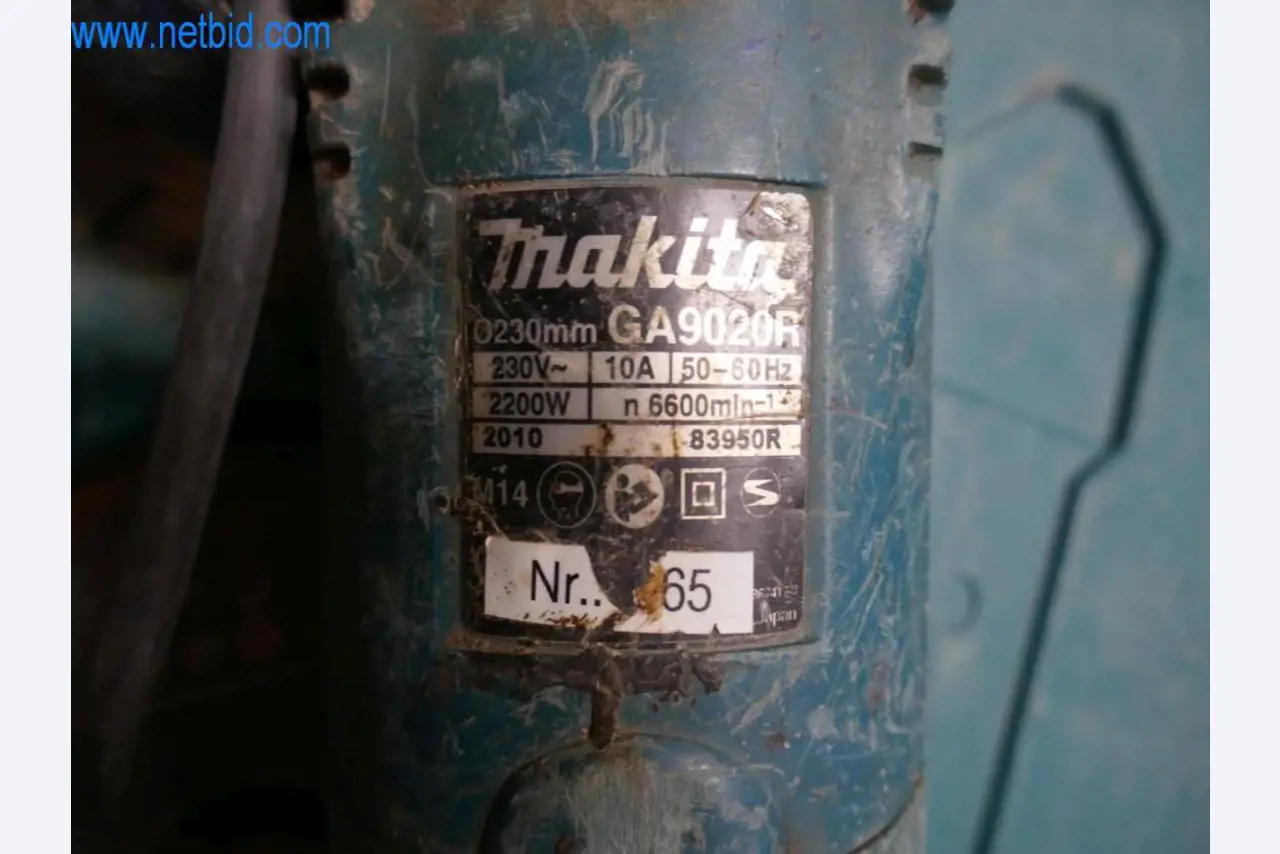 www.netbid.com
makita
Ø230mm GA9020R
230V~ 10A 50-60Hz
2200W n 6600min⁻¹
2010 83950R
M14
Nr.. 65
Japan